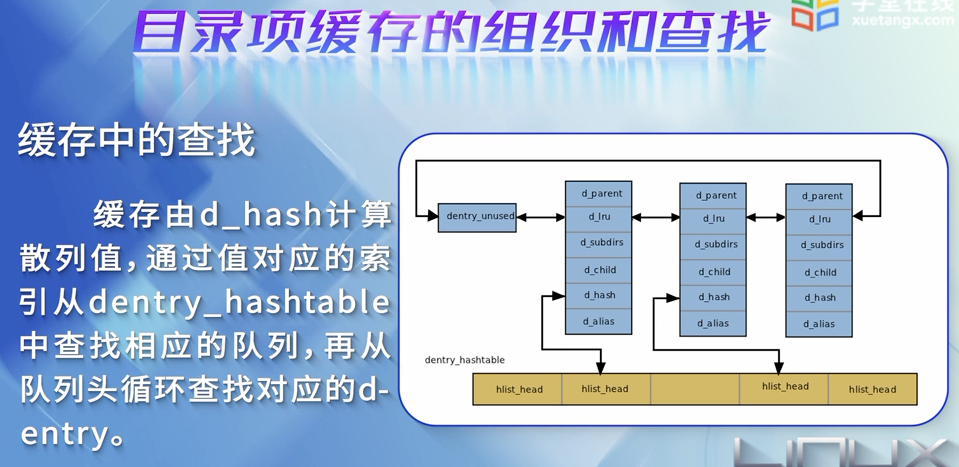 目录项缓存的组织和查找
学堂在线
xuetangx.com
缓存中的查找
缓存由d_hash计算
散列值，通过值对应的索
引从dentry_hashtable
中查找相应的队列，再从
队列头循环查找对应的d-
entry。
dentry_unused
d_parent
d_lru
d_subdirs
d_child
d_hash
d_alias
d_parent
d_lru
d_subdirs
d_child
d_hash
d_alias
d_parent
d_lru
d_subdirs
d_child
d_hash
d_alias
dentry_hashtable
hlist_head
hlist_head
hlist_head
hlist_head
LINUX